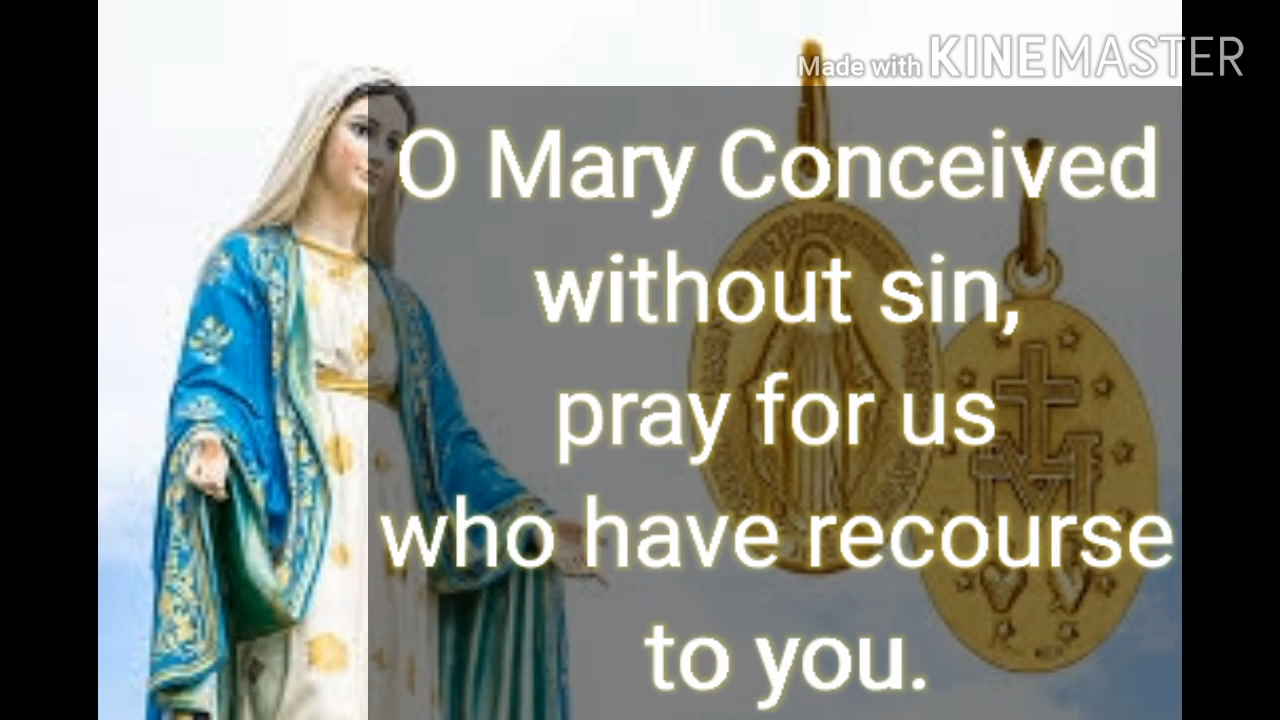 Made with KINEMASTER
O Mary Conceived
without sin,
pray for us
who have recourse
to you.